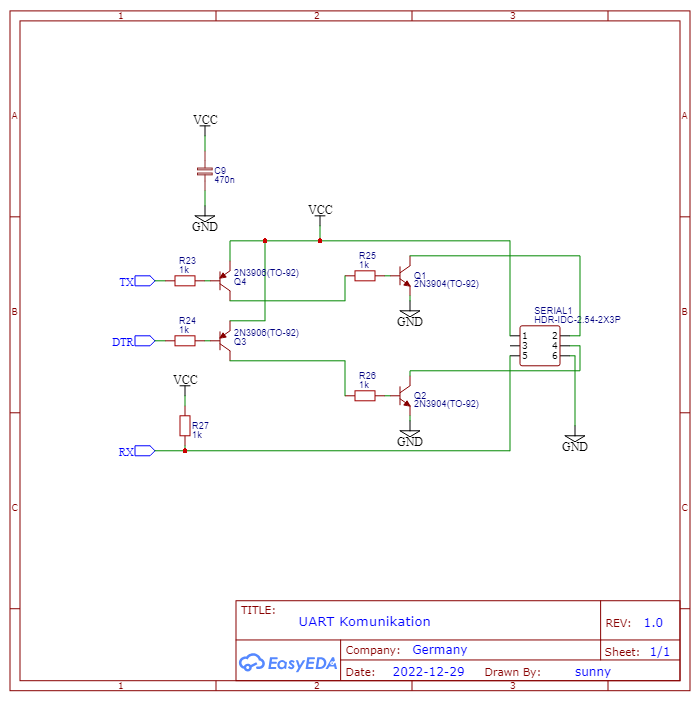 1 2 3
A A
VCC
C9
470n
GND
VCC
R23
1k
TX
2N3906(TO-92)
Q4
R25
1k
Q1
2N3904(TO-92)
GND
B B
R24
1k
DTR
2N3906(TO-92)
Q3
SERIAL1
HDR-IDC-2.54-2X3P
1 2
3 4
5 6
VCC
R26
1k
Q2
2N3904(TO-92)
GND
GND
R27
1k
RX
C C
TITLE:
UART Komunikation
REV: 1.0
EasyEDA
Company: Germany
Sheet: 1/1
Date: 2022-12-29 Drawn By: sunny
1 2 3